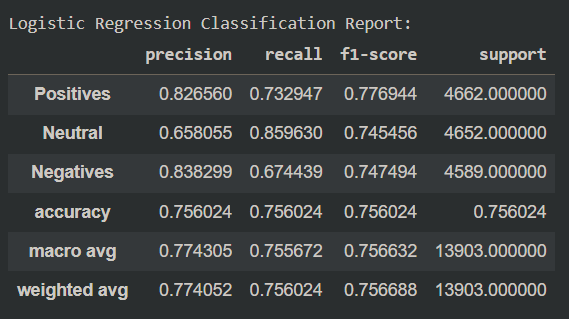 Logistic Regression Classification Report:
precision recall f1-score support
Positives 0.826560 0.732947 0.776944 4662.000000
Neutral 0.658055 0.859630 0.745456 4652.000000
Negatives 0.838299 0.674439 0.747494 4589.000000
accuracy 0.756024 0.756024 0.756024 0.756024
macro avg 0.774305 0.755672 0.756632 13903.000000
weighted avg 0.774052 0.756024 0.756688 13903.000000